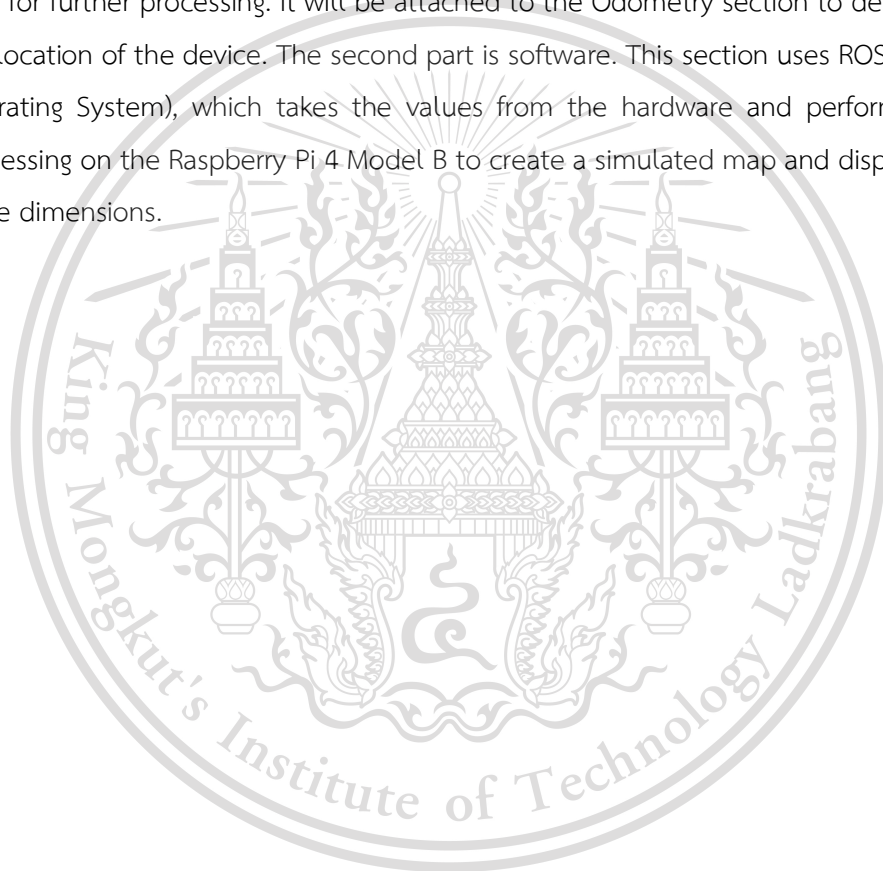 for further processing. It will be attached to the Odometry section to de
location of the device. The second part is software. This section uses ROS
rating System), which takes the values from the hardware and perform
essing on the Raspberry Pi 4 Model B to create a simulated map and disp
e dimensions.
King Mongkut's Institute of Technology Ladkrabang